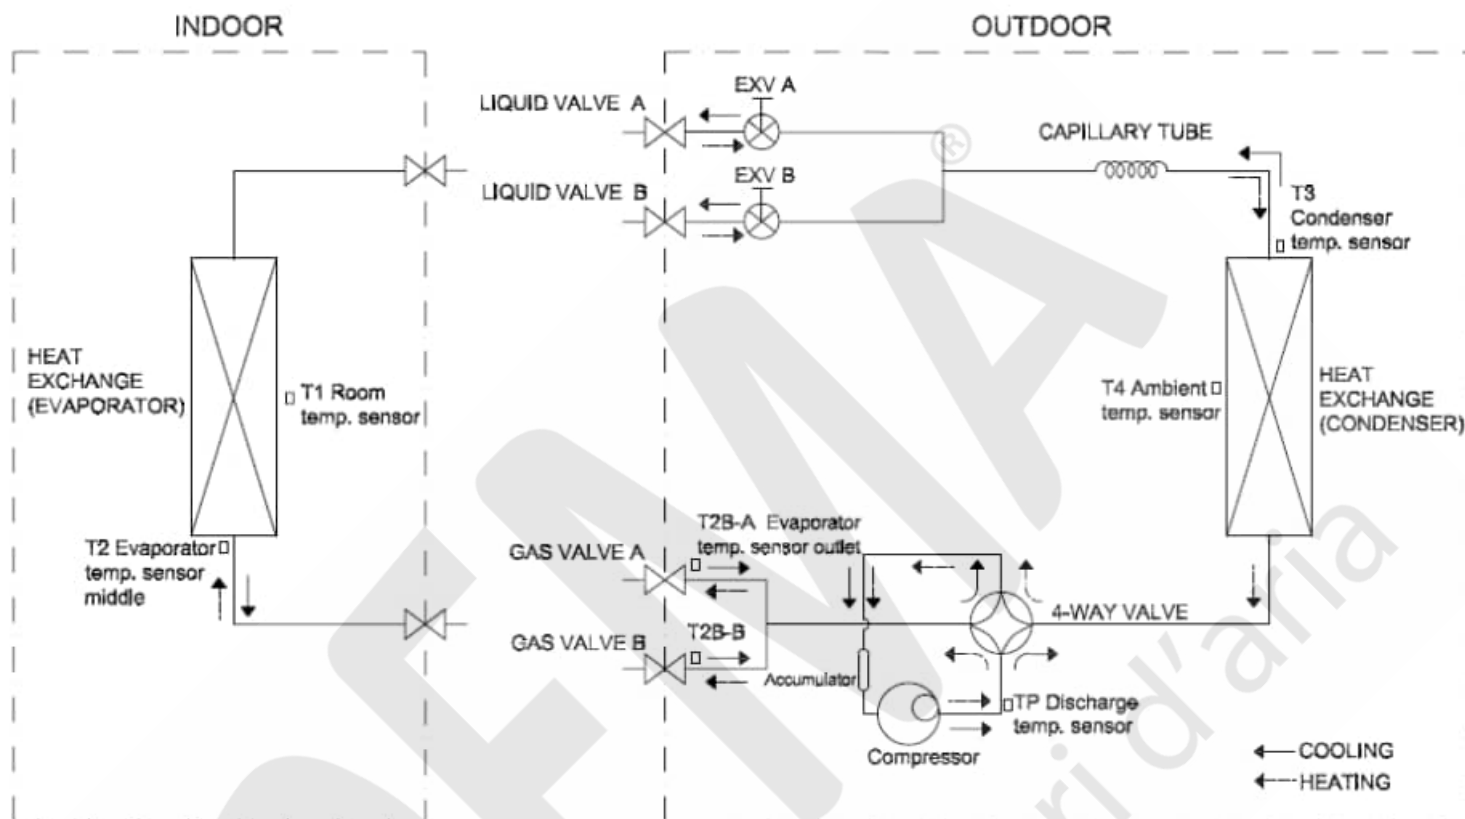 INDOOR
OUTDOOR
LIQUID VALVE A
EXV A
CAPILLARY TUBE
LIQUID VALVE B
EXV B
T3
Condenser
temp. sensor
HEAT
EXCHANGE
(EVAPORATOR)
T1 Room
temp. sensor
T4 Ambient
temp. sensor
HEAT
EXCHANGE
(CONDENSER)
T2 Evaporator
temp. sensor
middle
GAS VALVE A
T2B-A Evaporator
temp. sensor outlet
4-WAY VALVE
GAS VALVE B
T2B-B
Accumulator
TP Discharge
temp. sensor
Compressor
COOLING
HEATING
®
d'aria